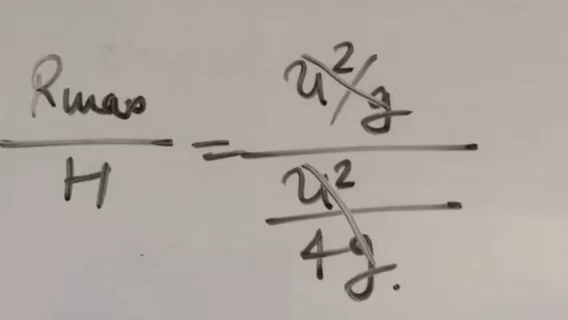 Rmax / H = (u²/g) / (u² / 4g).